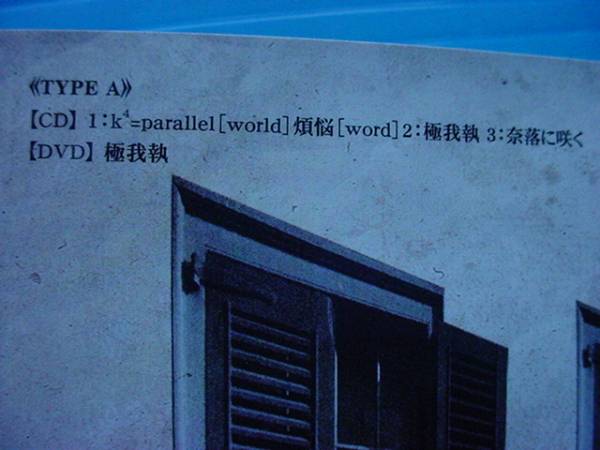 《TYPE A》
【CD】1:k⁴=parallel[world]煩悩[word]2:極我執 3:奈落に咲く
【DVD】極我執